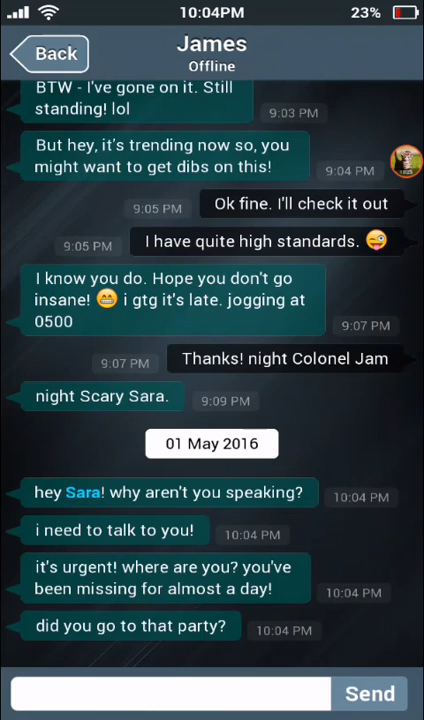 10:04PM
23%
Back
James
Offline
BTW - I've gone on it. Still
standing! lol
9:03 PM
But hey, it's trending now so, you
might want to get dibs on this!
9:04 PM
Ok fine. I'll check it out
9:05 PM
I have quite high standards. 😜
9:05 PM
I know you do. Hope you don't go
insane! 😁 i gtg it's late. jogging at
0500
9:07 PM
Thanks! night Colonel Jam
9:07 PM
night Scary Sara.
9:09 PM
01 May 2016
hey Sara! why aren't you speaking?
10:04 PM
i need to talk to you!
10:04 PM
it's urgent! where are you? you've
been missing for almost a day!
10:04 PM
did you go to that party?
10:04 PM
Send